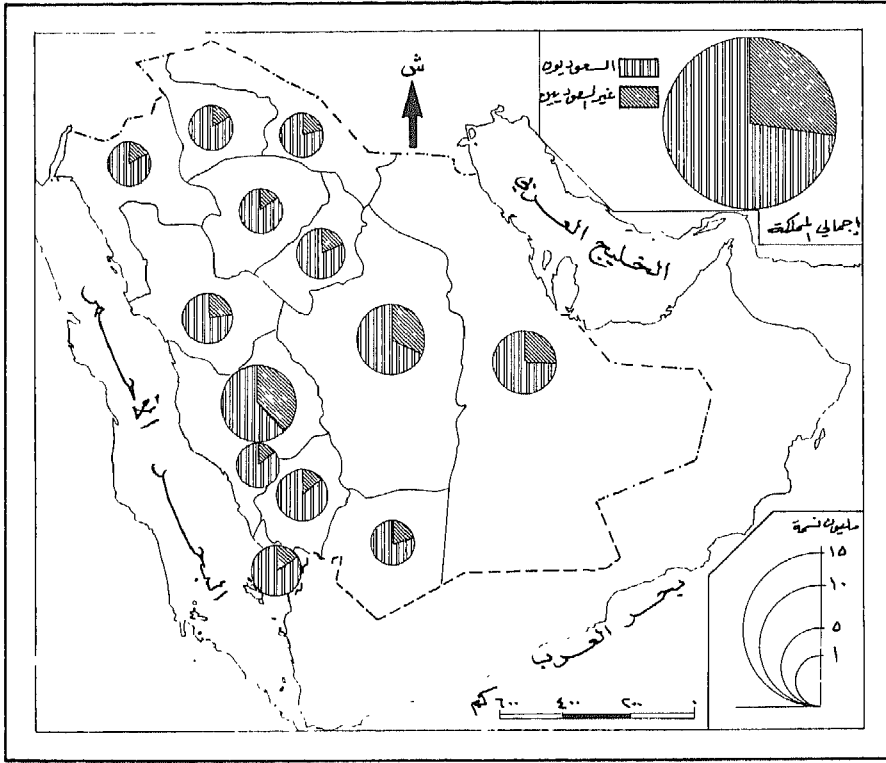 ش
السعوديون
غير السعوديين
إجمالي المملكة
الخليج العربي
البحر الأحمر
بحر العرب
مليون نسمة
١٥
١٠
٥
١
٦٠٠ ٤٠٠ ٢٠٠ ٠
كم